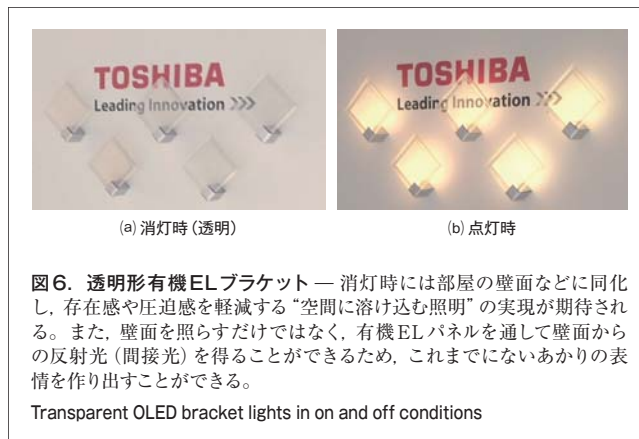 TOSHIBA
Leading Innovation >>>
TOSHIBA
Leading Innovation >>>
(a) 消灯時(透明)
(b) 点灯時
図6. 透明形有機ELブラケット — 消灯時には部屋の壁面などに同化
し,存在感や圧迫感を軽減する“空間に溶け込む照明”の実現が期待され
る。また,壁面を照らすだけではなく,有機ELパネルを通して壁面から
の反射光(間接光)を得ることができるため,これまでにないあかりの表
情を作り出すことができる。
Transparent OLED bracket lights in on and off conditions